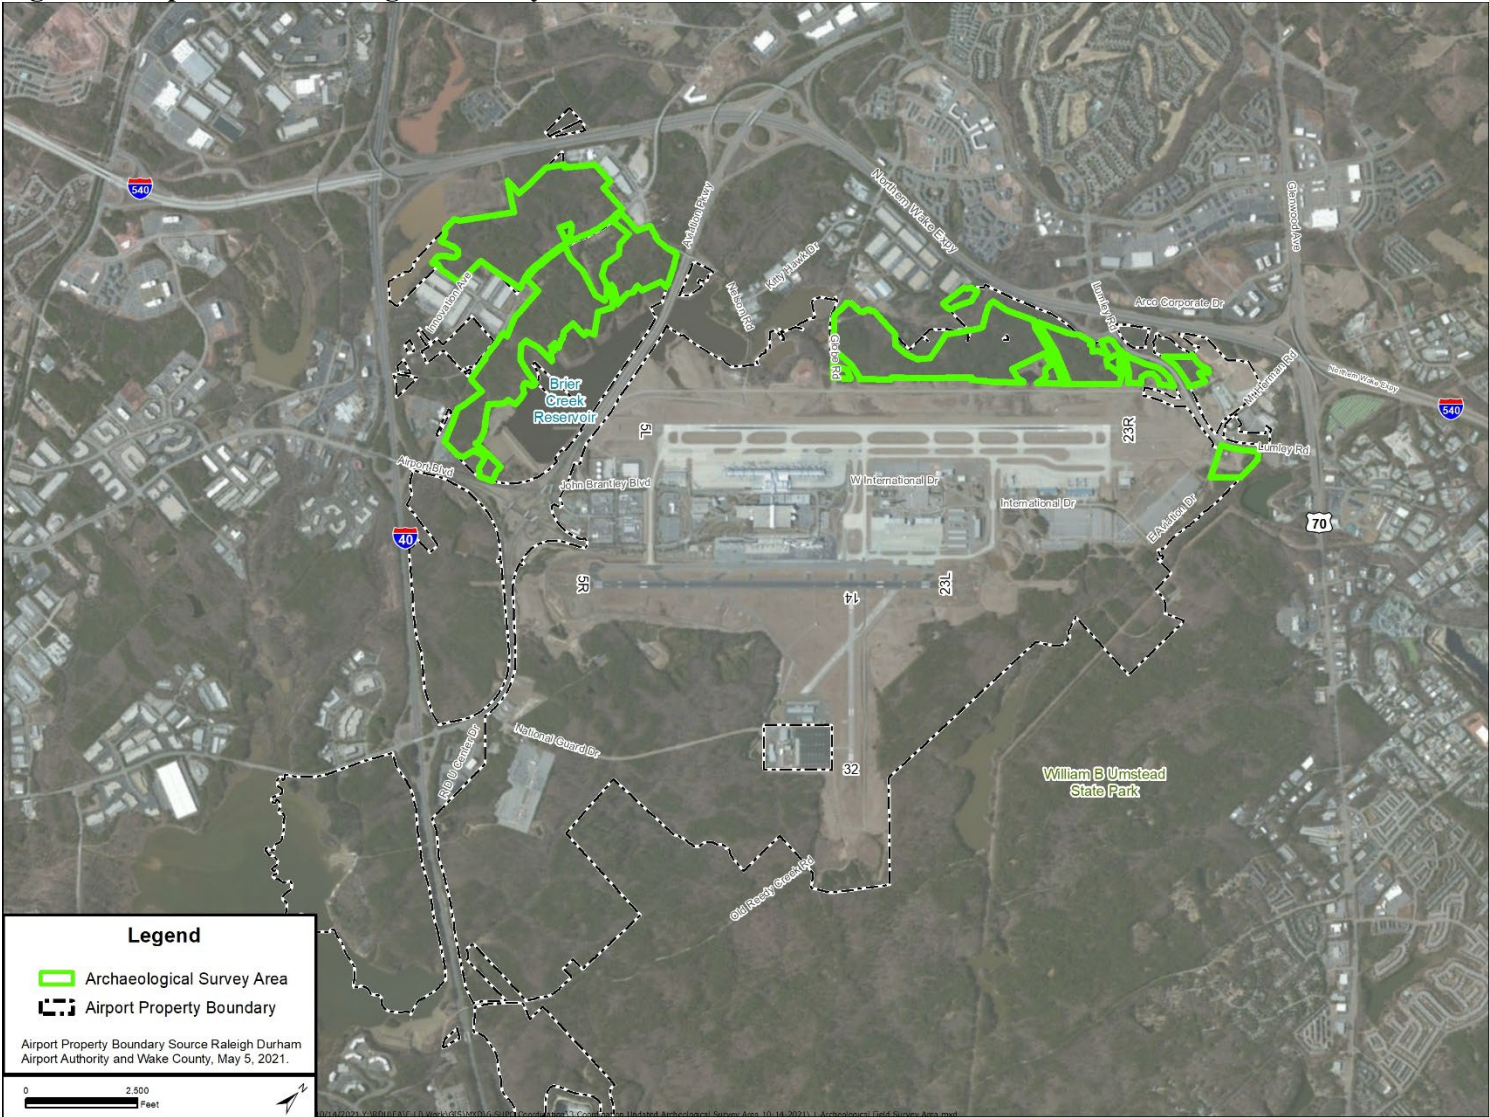 540
Northern Wake Expy
Glenwood Ave
Aviation Pkwy
Kitty Hawk Dr
Nelson Rd
Innovation Ave
Lumley Rd
Arco Corporate Dr
Globe Rd
Northern Wake Expy
540
Brier
Creek
Reservoir
5L
23R
Lumley Rd
Airport Blvd
John Brantley Blvd
W International Dr
International Dr
E Aviation Dr
70
40
5R
14
23L
National Guard Dr
R D U Center Dr
32
William B Umstead
State Park
Old Reedy Creek Rd
Legend
Archaeological Survey Area
Airport Property Boundary
Airport Property Boundary Source Raleigh Durham
Airport Authority and Wake County, May 5, 2021.
0 2,500
Feet
N